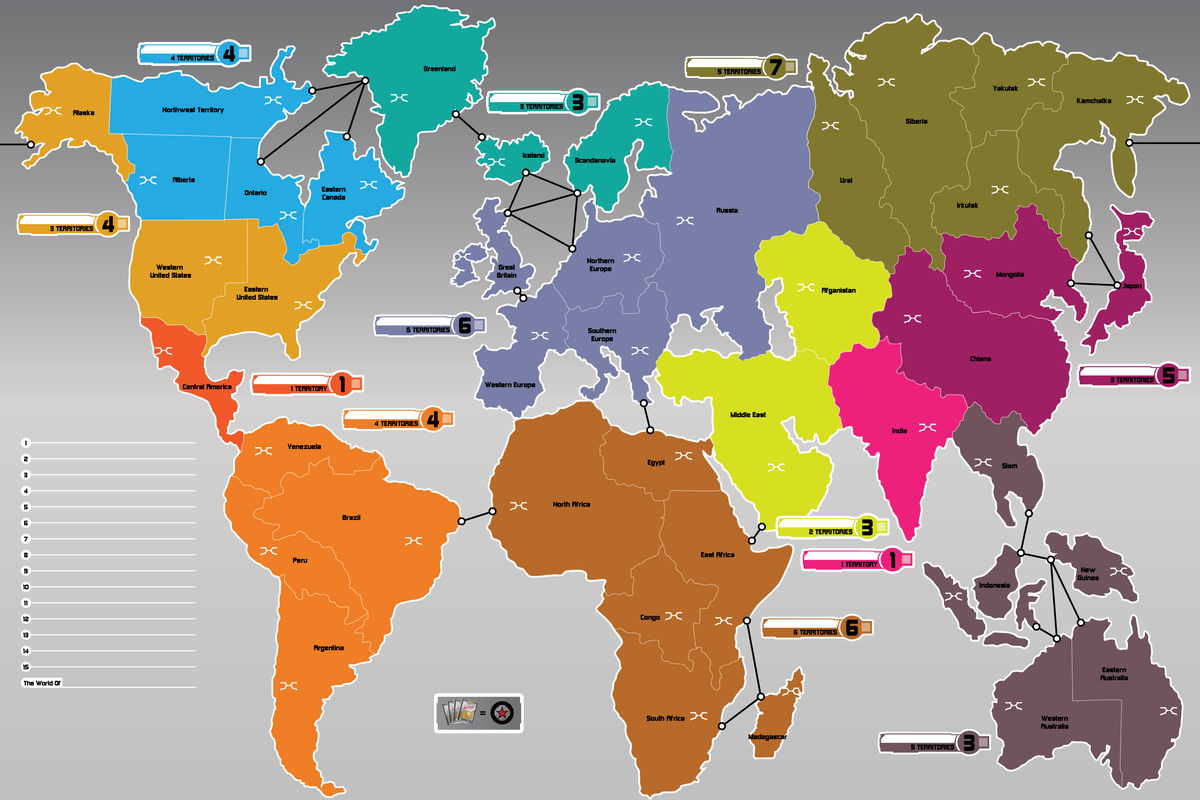 4
4 TERRITORIES
7
5 TERRITORIES
Greenland
Yakutsk
Kamchatka
Alaska
Northwest Territory
3
3 TERRITORIES
Siberia
Iceland
Scandanavia
Alberta
Ontario
Eastern
Canada
Ural
Irkutsk
Russia
4
3 TERRITORIES
Western
United States
Eastern
United States
Great
Britain
Northern
Europe
Afganistan
Mongolia
Japan
6
5 TERRITORIES
Southern
Europe
Chiana
5
3 TERRITORIES
Central America
1
1 TERRITORY
Western Europe
4
4 TERRITORIES
Middle East
India
Venezuela
Egypt
Siam
1
2
3
4
5
6
7
8
9
10
11
12
13
14
15
The World Of
Brazil
North Africa
East Africa
3
2 TERRITORIES
1
1 TERRITORY
Peru
Indonesia
New
Guinea
Congo
6
6 TERRITORIES
Argentina
Eastern
Australia
South Africa
Madagascar
Western
Australia
=
3
5 TERRITORIES